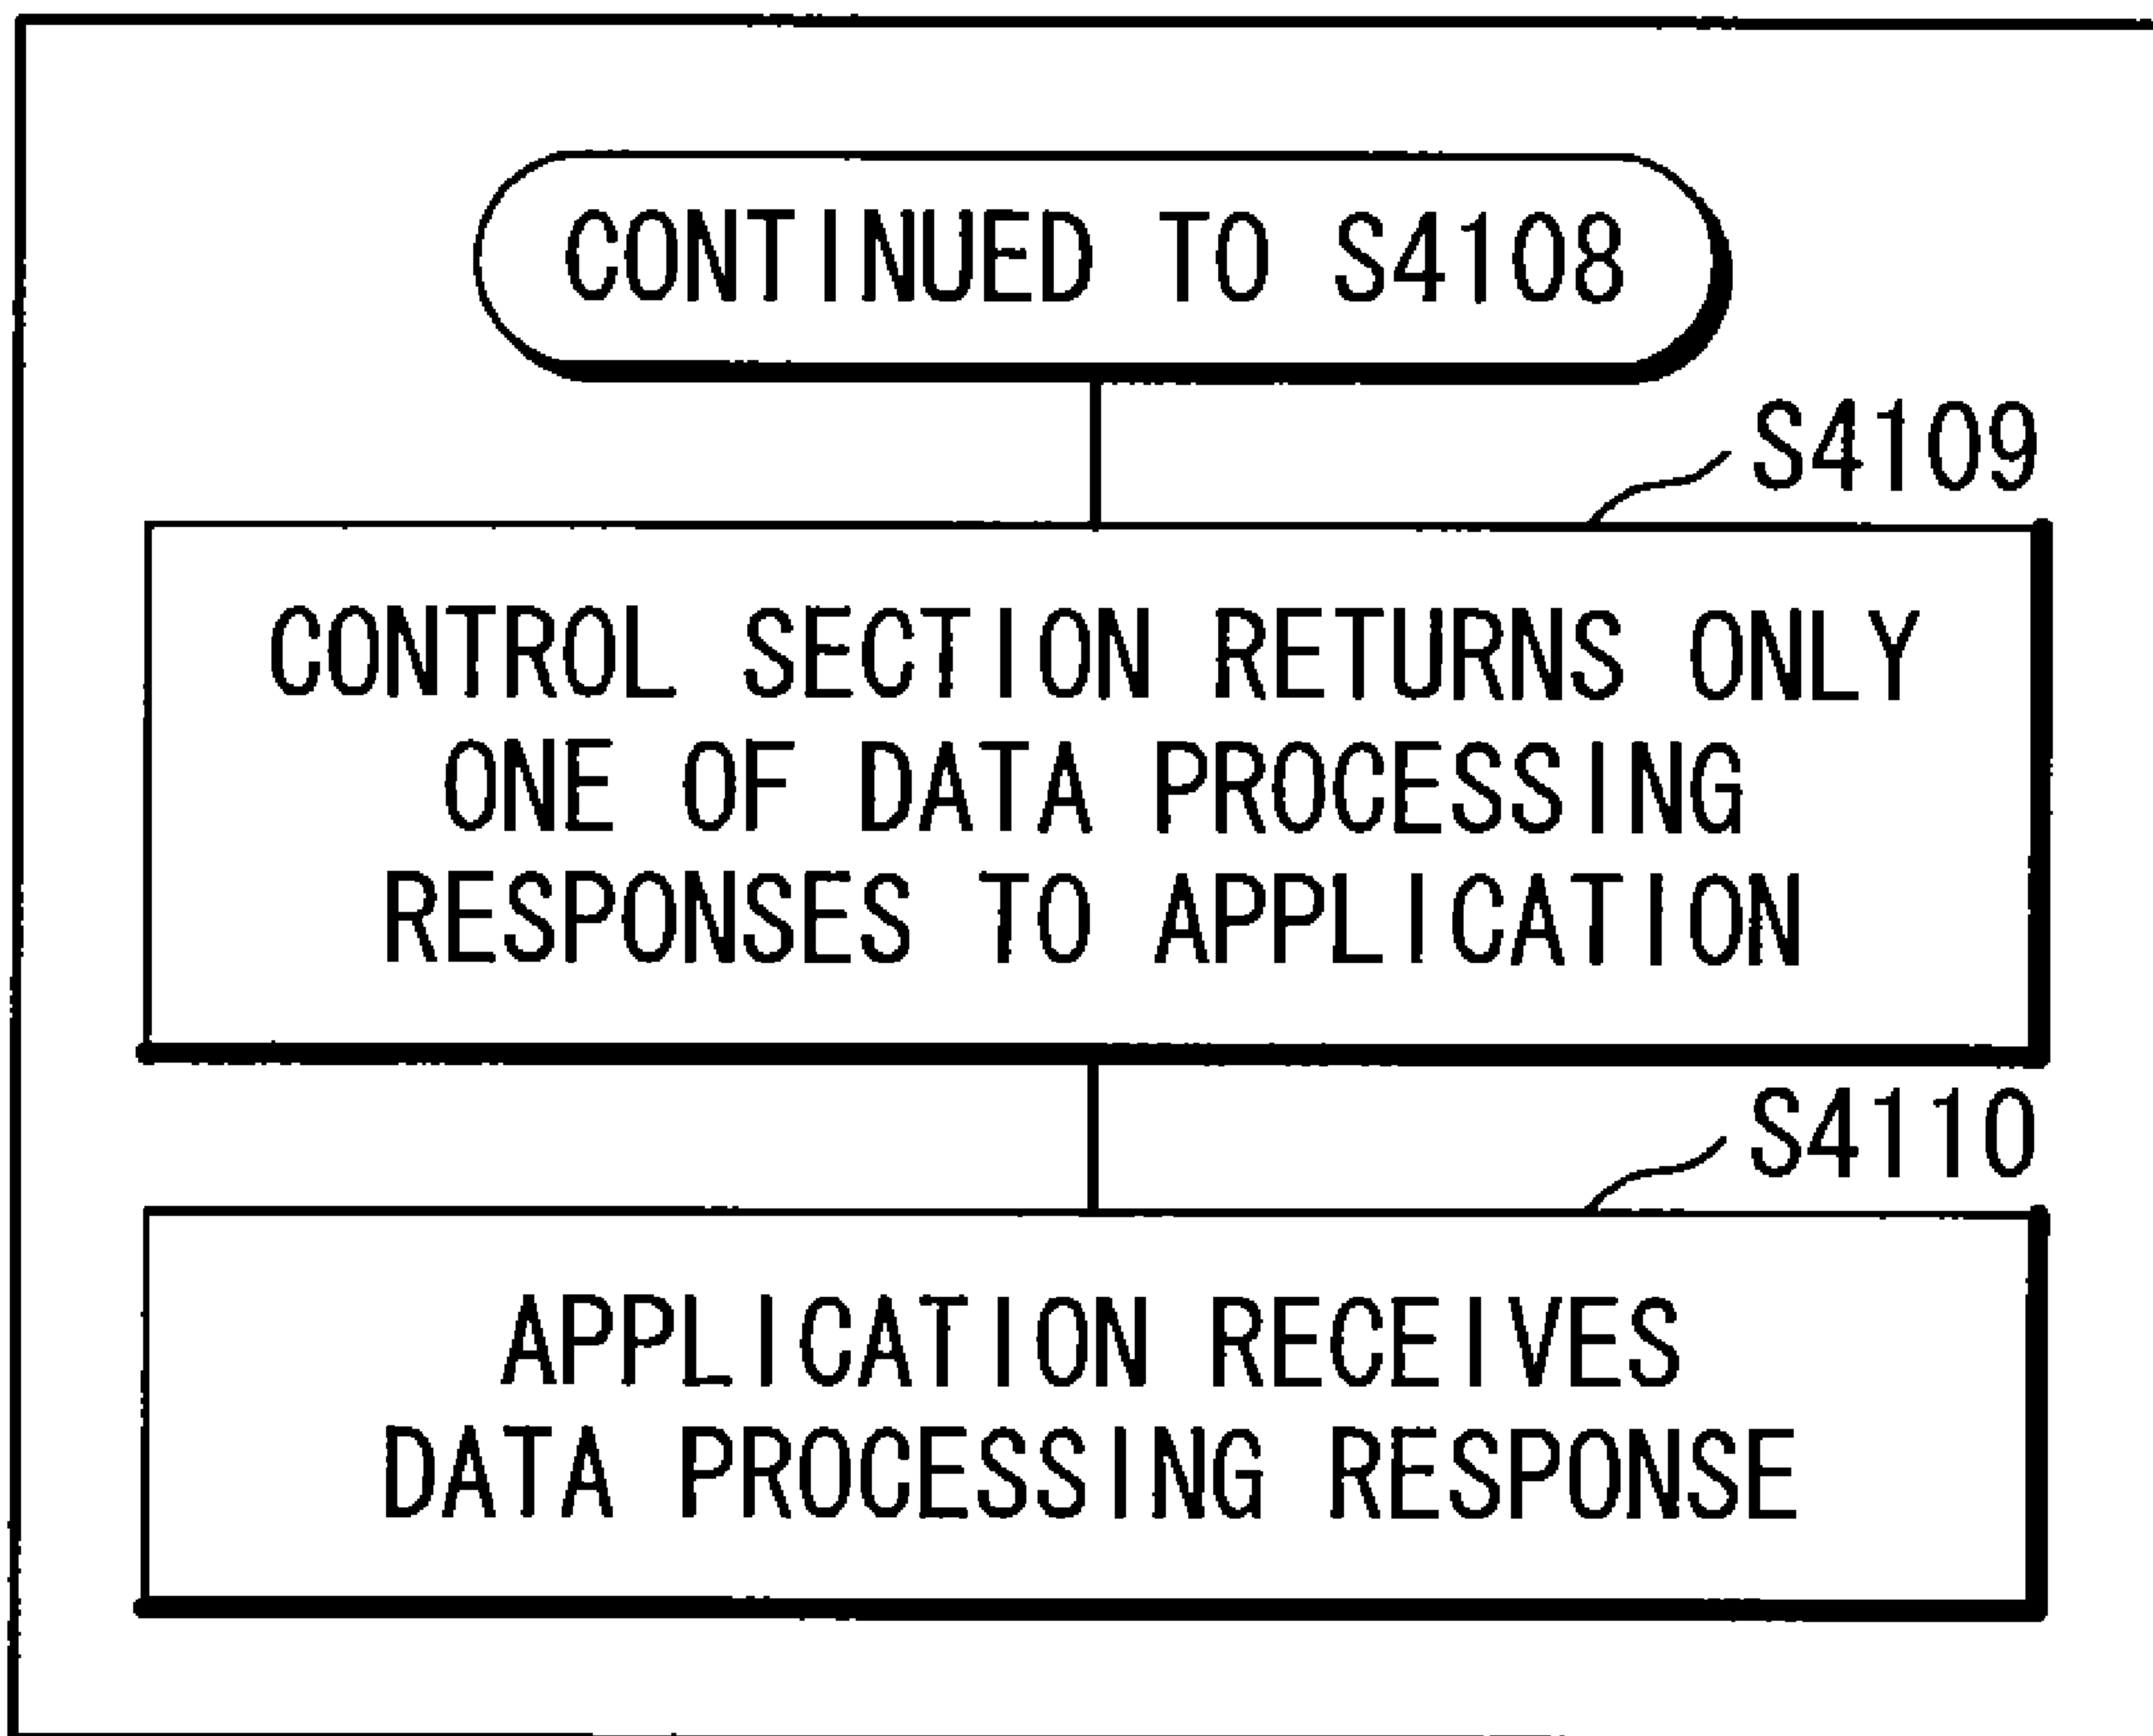 CONTINUED TO S4108
S4109
CONTROL SECTION RETURNS ONLY
ONE OF DATA PROCESSING
RESPONSES TO APPLICATION
S4110
APPLICATION RECEIVES
DATA PROCESSING RESPONSE